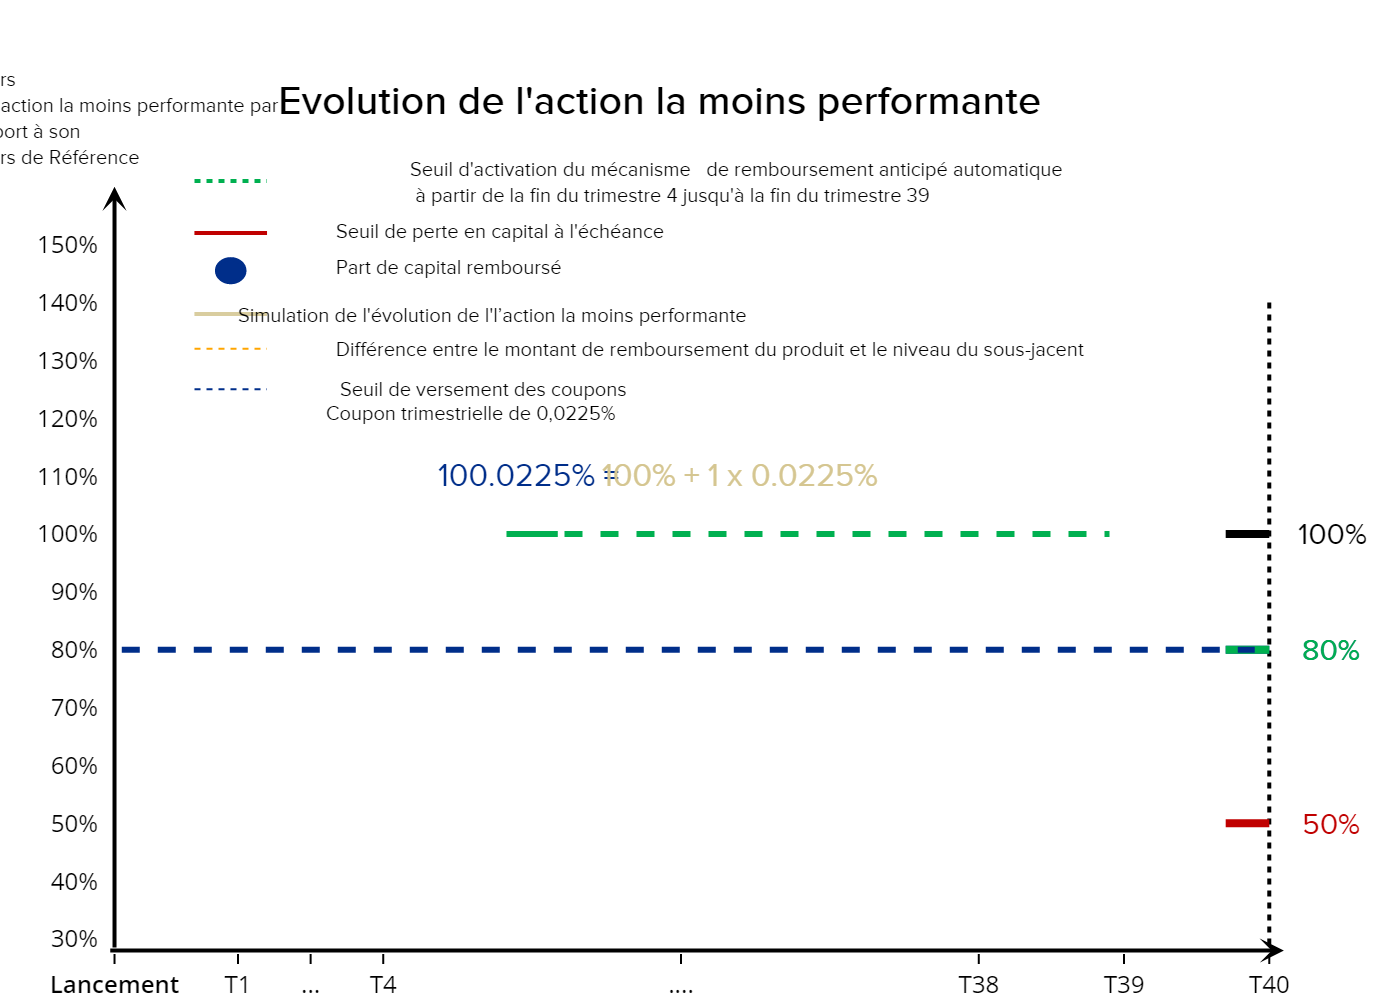 rs
action la moins performante par
port à son
rs de Référence
Evolution de l'action la moins performante
Seuil d'activation du mécanisme de remboursement anticipé automatique
à partir de la fin du trimestre 4 jusqu'à la fin du trimestre 39
Seuil de perte en capital à l'échéance
Part de capital remboursé
Simulation de l'évolution de l'l’action la moins performante
Différence entre le montant de remboursement du produit et le niveau du sous-jacent
Seuil de versement des coupons
Coupon trimestrielle de 0,0225%
150%
140%
130%
120%
110%
100.0225% = 100% + 1 x 0.0225%
100%
100%
90%
80%
80%
70%
60%
50%
50%
40%
30%
Lancement T1 ... T4 .... T38 T39 T40